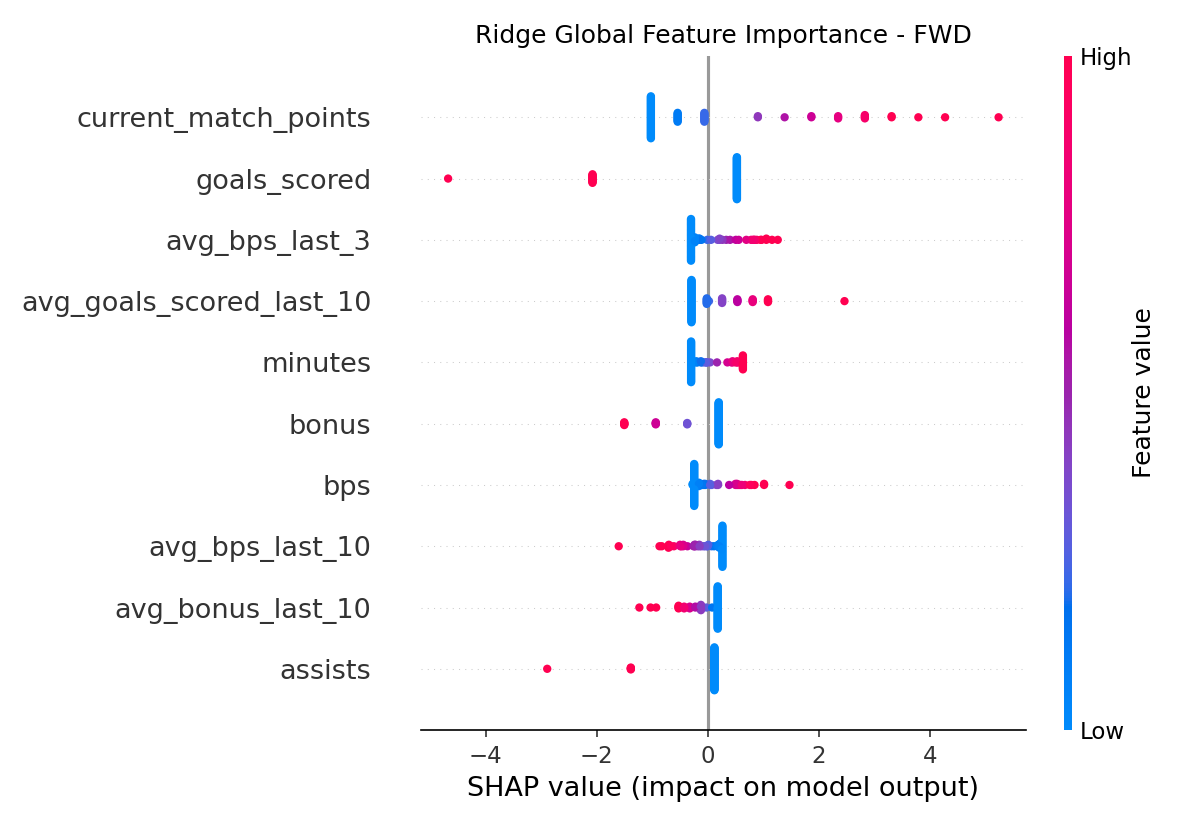 Ridge Global Feature Importance - FWD
High
current_match_points
goals_scored
avg_bps_last_3
avg_goals_scored_last_10
minutes
bonus
bps
avg_bps_last_10
avg_bonus_last_10
assists
Feature value
Low
−4 −2 0 2 4
SHAP value (impact on model output)